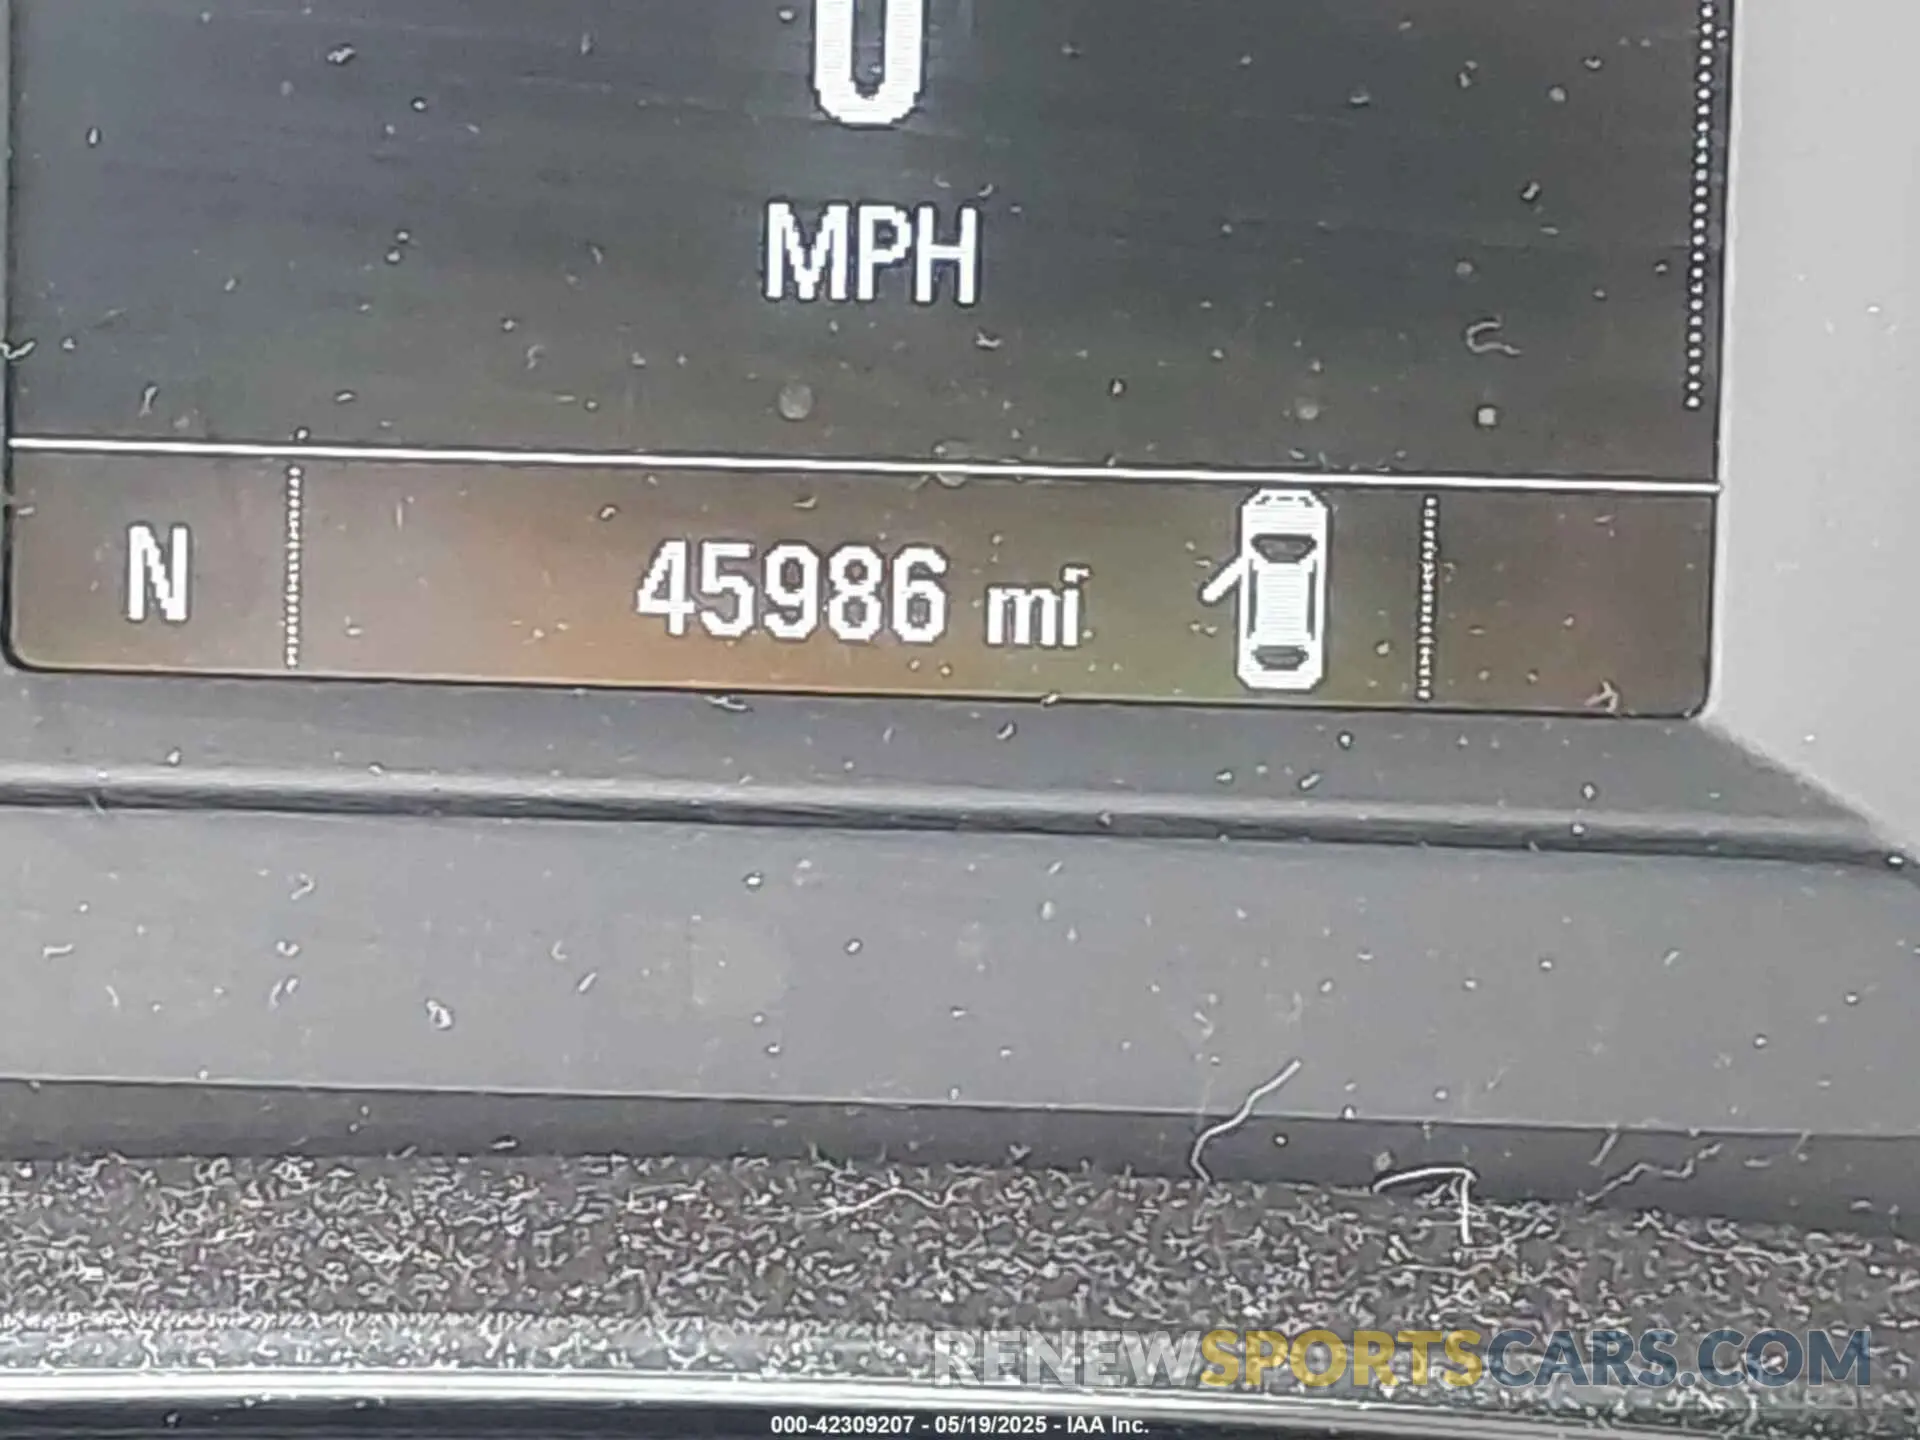 0
MPH
N 45986 mi
RENEWSPORTSCARS.COM
000-42309207 - 05/19/2025 - IAA Inc.